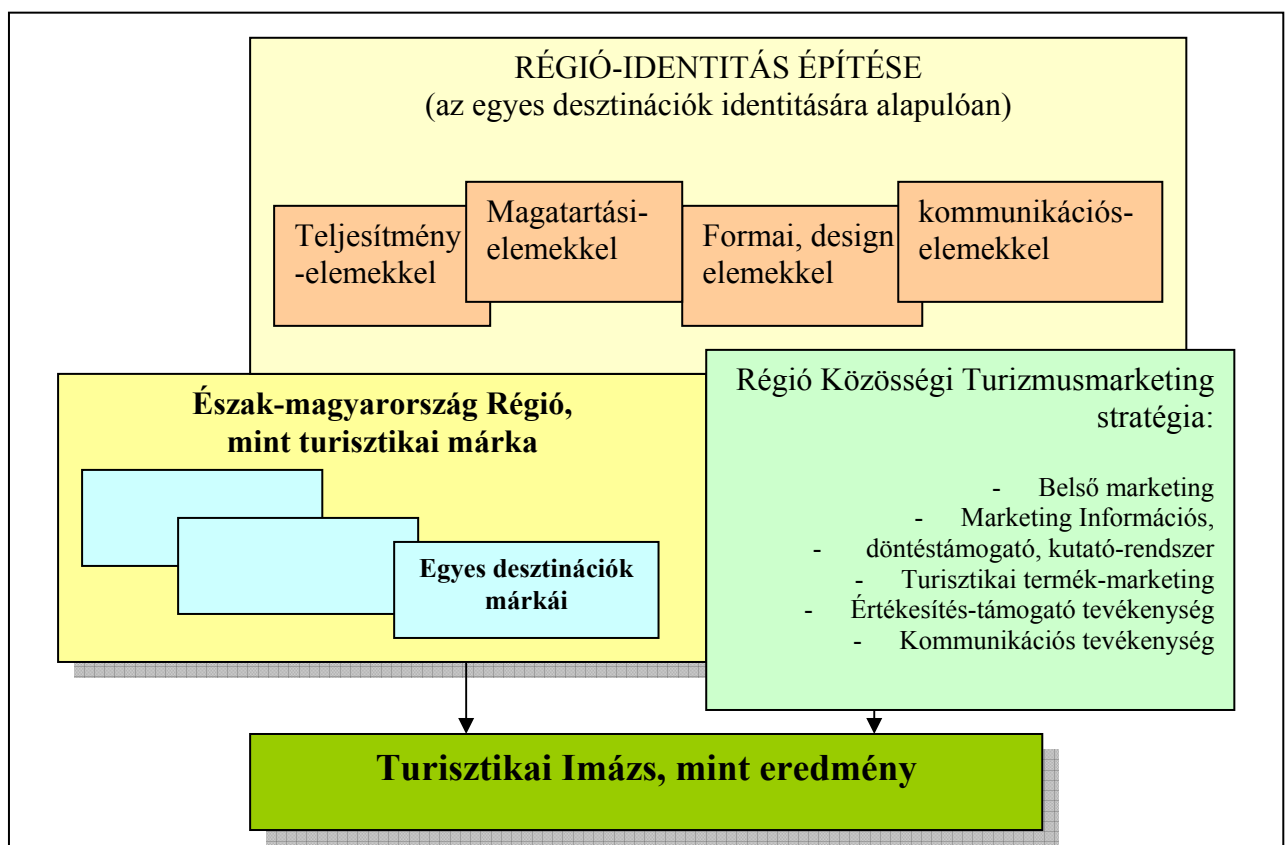 RÉGIÓ-IDENTITÁS ÉPÍTÉSE
(az egyes desztinációk identitására alapulóan)
Teljesítmény
-elemekkel
Magatartási-
elemekkel
Formai, design
elemekkel
kommunikációs-
elemekkel
Észak-magyarország Régió,
mint turisztikai márka
Egyes desztinációk
márkái
Régió Közösségi Turizmusmarketing
stratégia:
- Belső marketing
- Marketing Információs,
- döntéstámogató, kutató-rendszer
- Turisztikai termék-marketing
- Értékesítés-támogató tevékenység
- Kommunikációs tevékenység
Turisztikai Imázs, mint eredmény